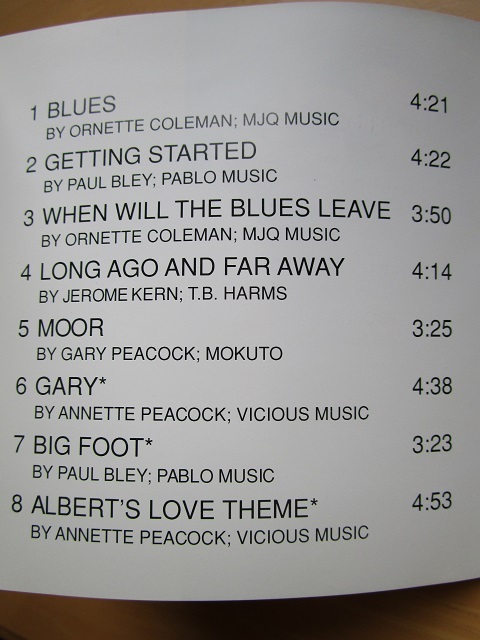 1 BLUES 4:21
BY ORNETTE COLEMAN; MJQ MUSIC
2 GETTING STARTED 4:22
BY PAUL BLEY; PABLO MUSIC
3 WHEN WILL THE BLUES LEAVE 3:50
BY ORNETTE COLEMAN; MJQ MUSIC
4 LONG AGO AND FAR AWAY 4:14
BY JEROME KERN; T.B. HARMS
5 MOOR 3:25
BY GARY PEACOCK; MOKUTO
6 GARY* 4:38
BY ANNETTE PEACOCK; VICIOUS MUSIC
7 BIG FOOT* 3:23
BY PAUL BLEY; PABLO MUSIC
8 ALBERT'S LOVE THEME* 4:53
BY ANNETTE PEACOCK; VICIOUS MUSIC